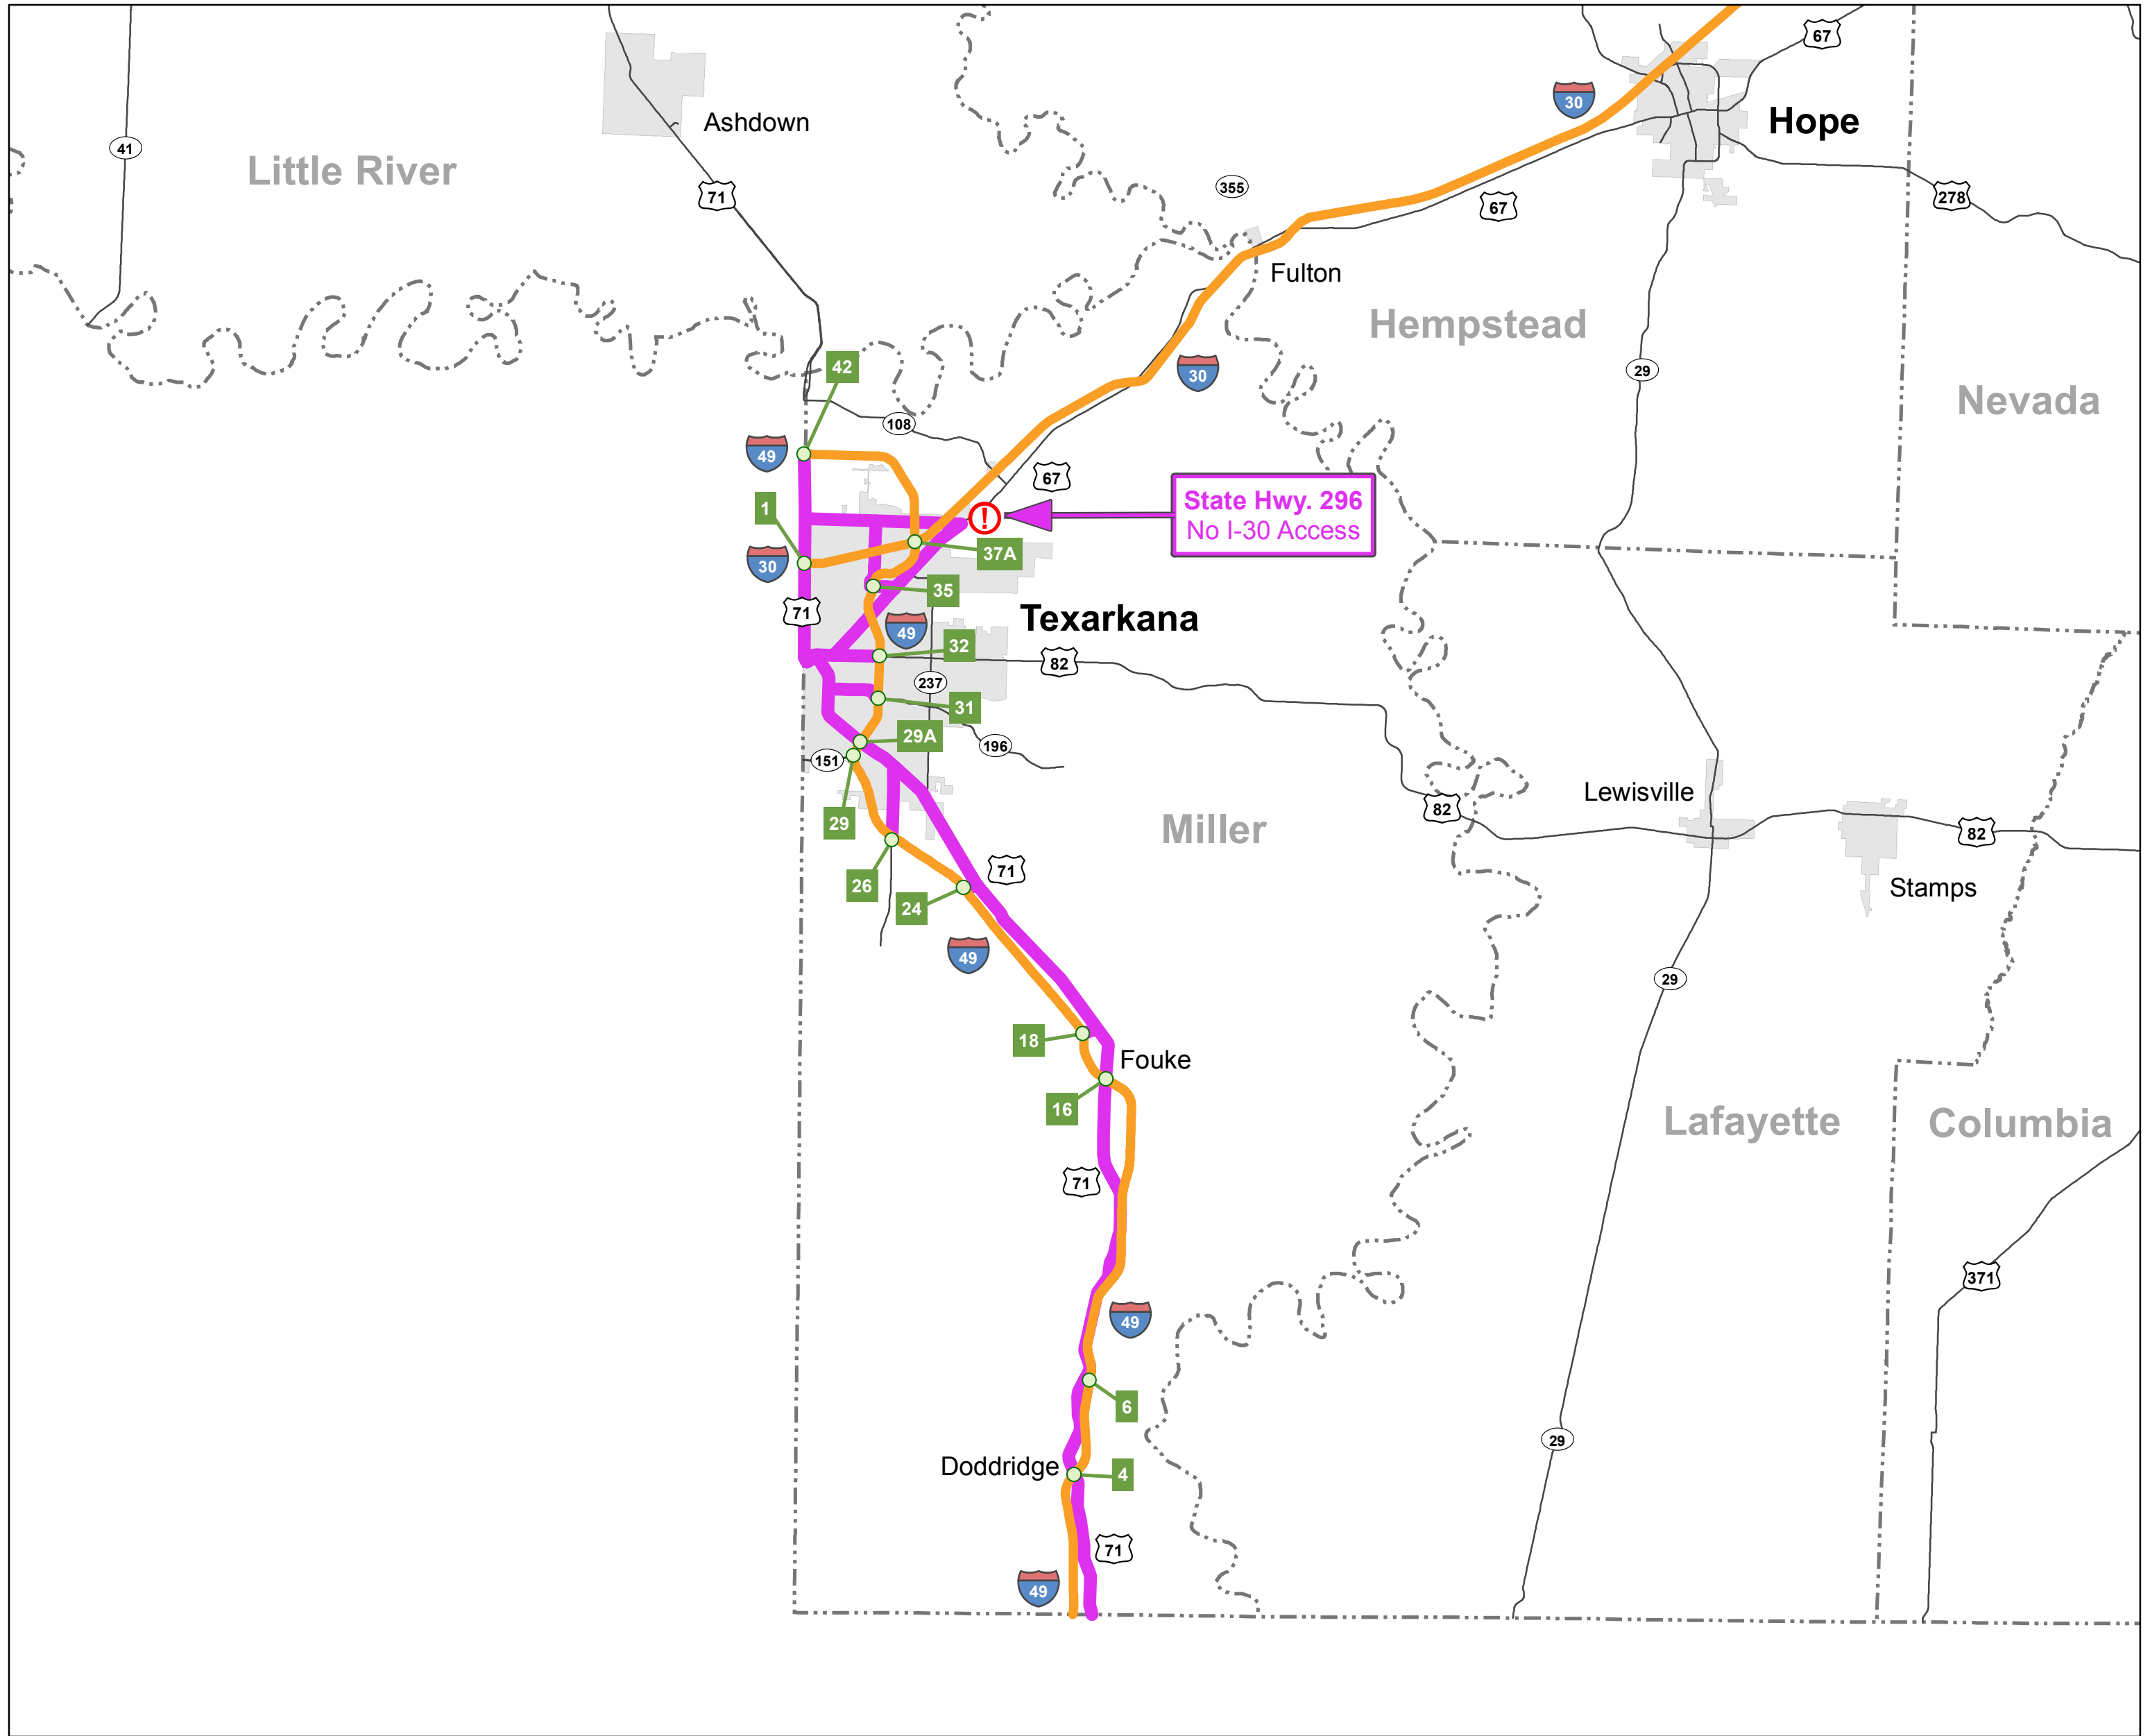 67
30
Hope
Ashdown
41
Little River
355
71
278
67
Fulton
Hempstead
42
30
29
Nevada
108
49
67
State Hwy. 296
No I-30 Access
1
37A
30
35
71
Texarkana
49
32
82
237
31
29A
196
151
Lewisville
82
29
Miller
82
71
26
Stamps
24
49
29
18
Fouke
16
Lafayette
Columbia
71
371
49
6
29
Doddridge
4
71
49